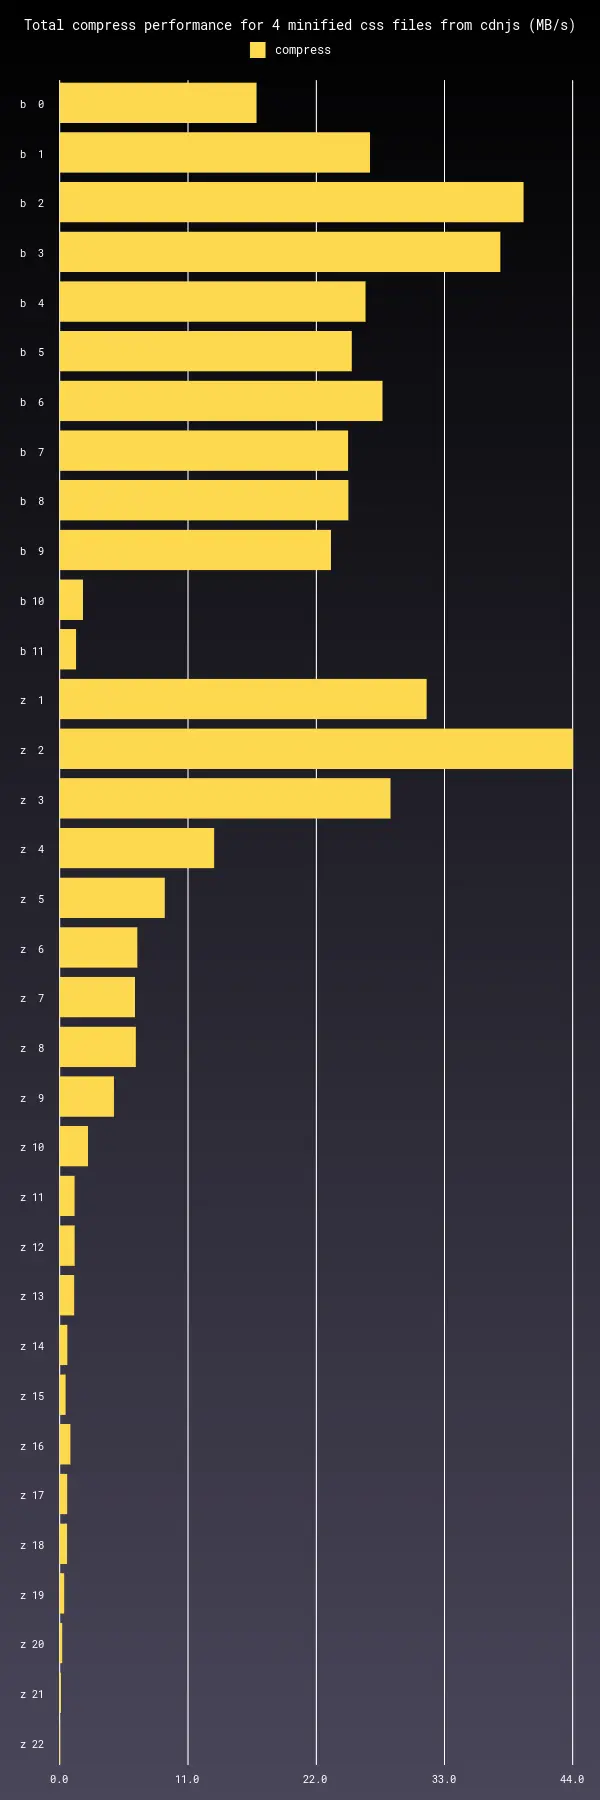 Total compress performance for 4 minified css files from cdnjs (MB/s)
compress
b 0
b 1
b 2
b 3
b 4
b 5
b 6
b 7
b 8
b 9
b 10
b 11
z 1
z 2
z 3
z 4
z 5
z 6
z 7
z 8
z 9
z 10
z 11
z 12
z 13
z 14
z 15
z 16
z 17
z 18
z 19
z 20
z 21
z 22
0.0 11.0 22.0 33.0 44.0